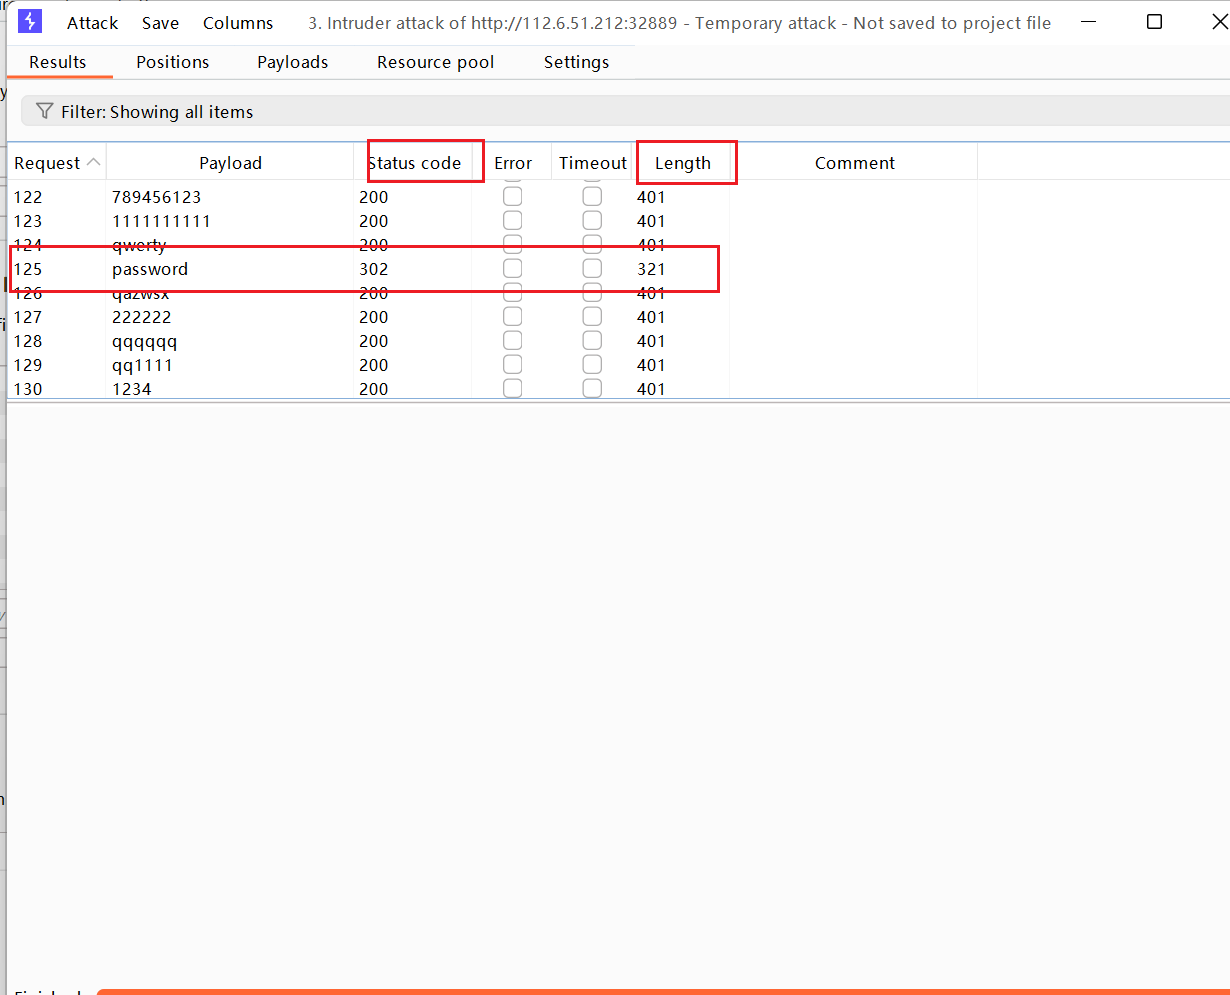 Attack Save Columns 3. Intruder attack of http://112.6.51.212:32889 - Temporary attack - Not saved to project file
Results Positions Payloads Resource pool Settings
Filter: Showing all items
Request Payload Status code Error Timeout Length Comment
122 789456123 200 401
123 1111111111 200 401
124 qwerty 200 401
125 password 302 321
126 qazwsx 200 401
127 222222 200 401
128 qqqqqq 200 401
129 qq1111 200 401
130 1234 200 401
Finished